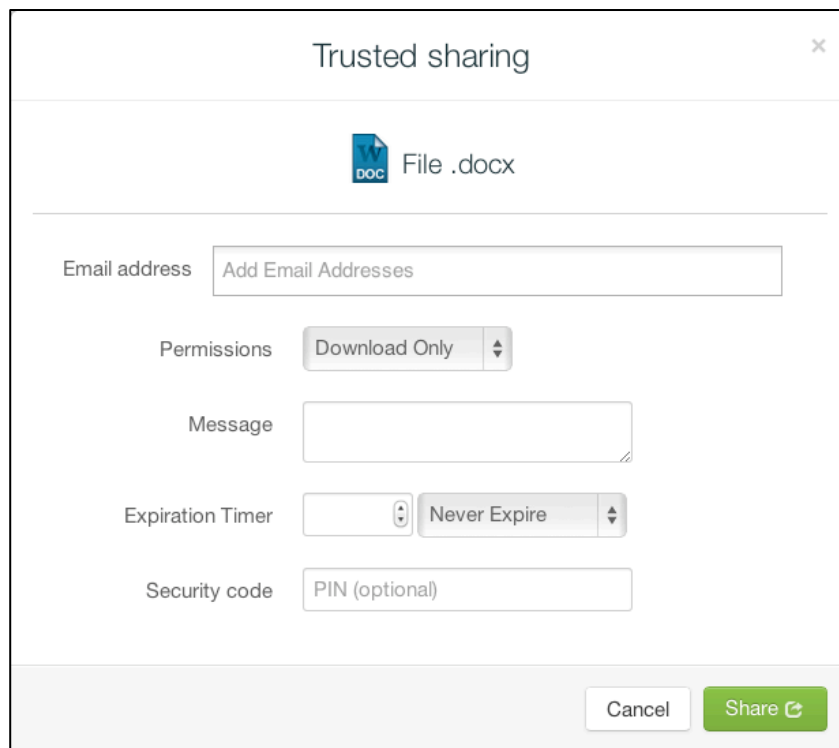 Trusted sharing ×
W
DOC
File .docx
Email address Add Email Addresses
Permissions Download Only
Message
Expiration Timer Never Expire
Security code PIN (optional)
Cancel Share